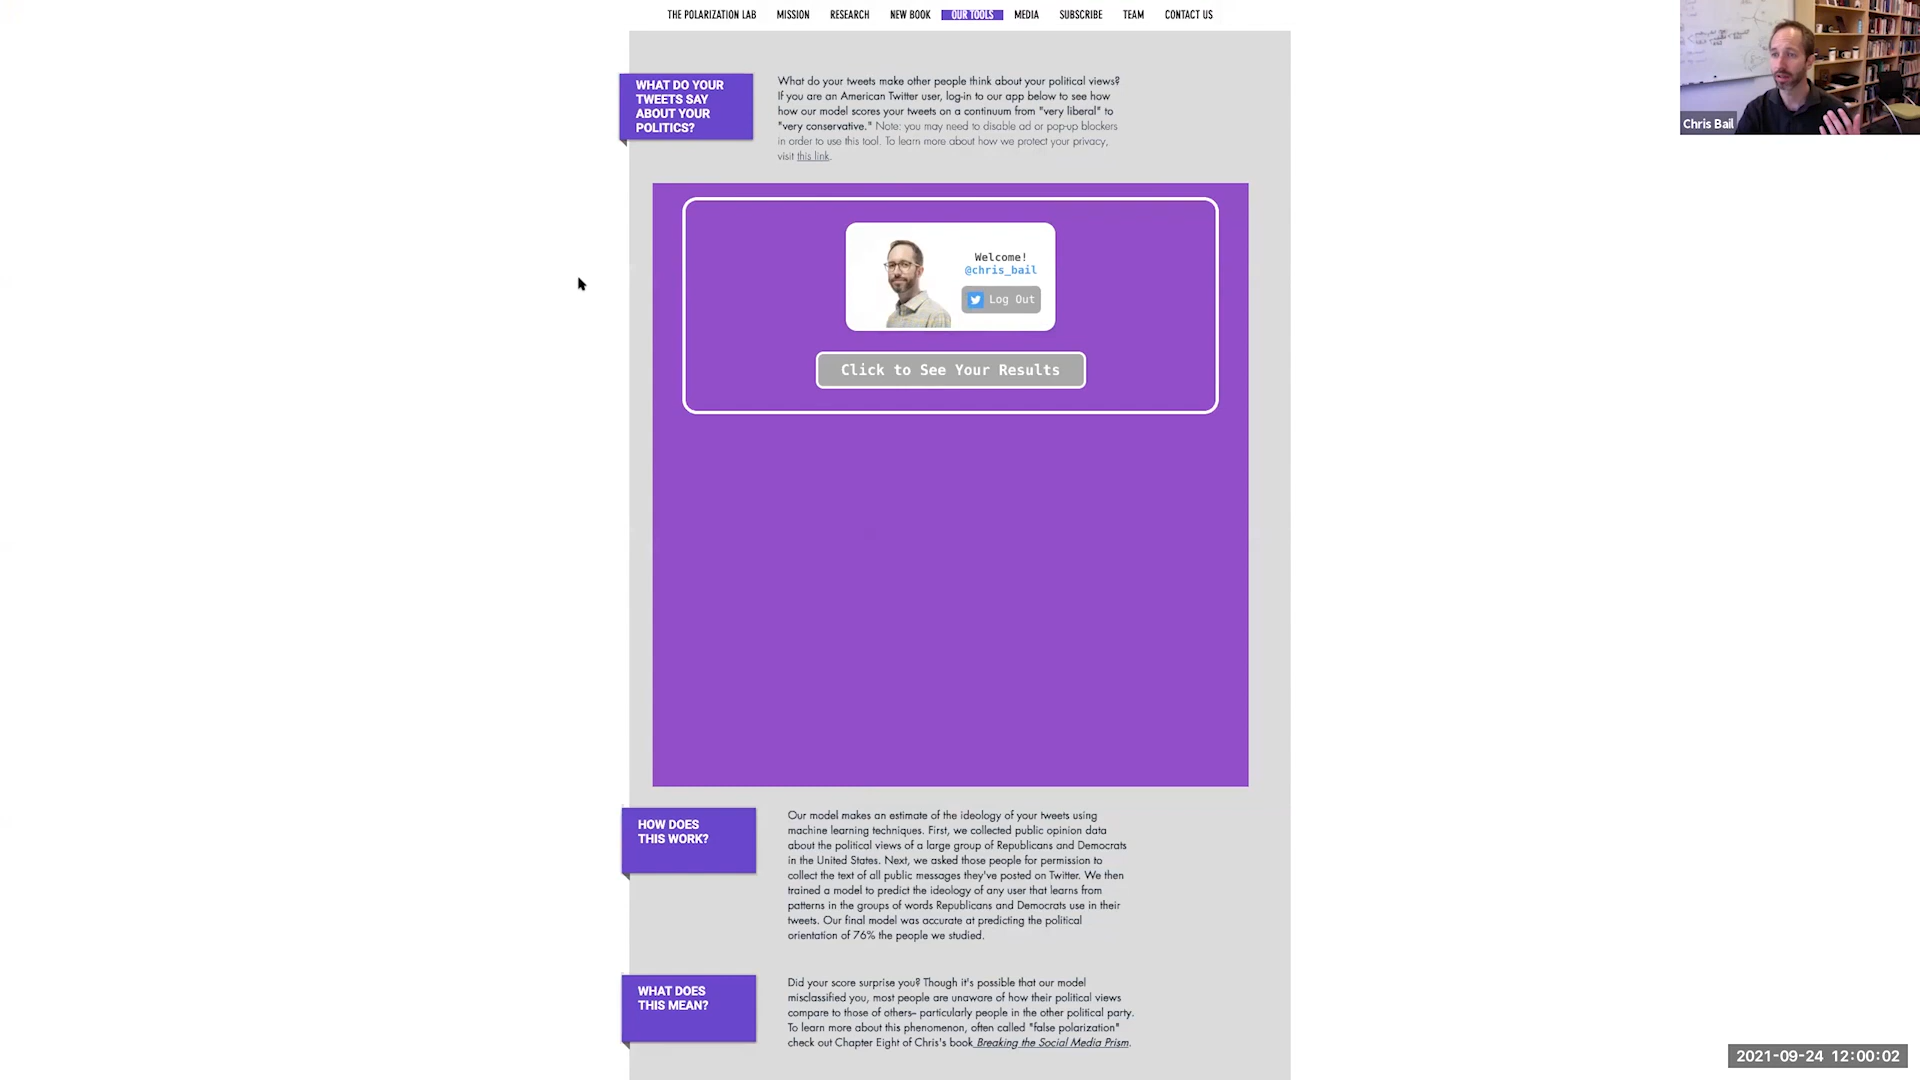 THE POLARIZATION LAB MISSION RESEARCH NEW BOOK OUR TOOLS MEDIA SUBSCRIBE TEAM CONTACT US
WHAT DO YOUR
TWEETS SAY
ABOUT YOUR
POLITICS?
What do your tweets make other people think about your political views?
If you are an American Twitter user, log-in to our app below to see how
how our model scores your tweets on a continuum from "very liberal" to
"very conservative." Note: you may need to disable ad or pop-up blockers
in order to use this tool. To learn more about how we protect your privacy,
visit this link.
Chris Bail
Welcome!
@chris_bail
Log Out
Click to See Your Results
HOW DOES
THIS WORK?
Our model makes an estimate of the ideology of your tweets using
machine learning techniques. First, we collected public opinion data
about the political views of a large group of Republicans and Democrats
in the United States. Next, we asked those people for permission to
collect the text of all public messages they've posted on Twitter. We then
trained a model to predict the ideology of any user that learns from
patterns in the groups of words Republicans and Democrats use in their
tweets. Our final model was accurate at predicting the political
orientation of 76% the people we studied.
WHAT DOES
THIS MEAN?
Did your score surprise you? Though it's possible that our model
misclassified you, most people are unaware of how their political views
compare to those of others– particularly people in the other political party.
To learn more about this phenomenon, often called "false polarization"
check out Chapter Eight of Chris's book Breaking the Social Media Prism.
2021-09-24 12:00:02